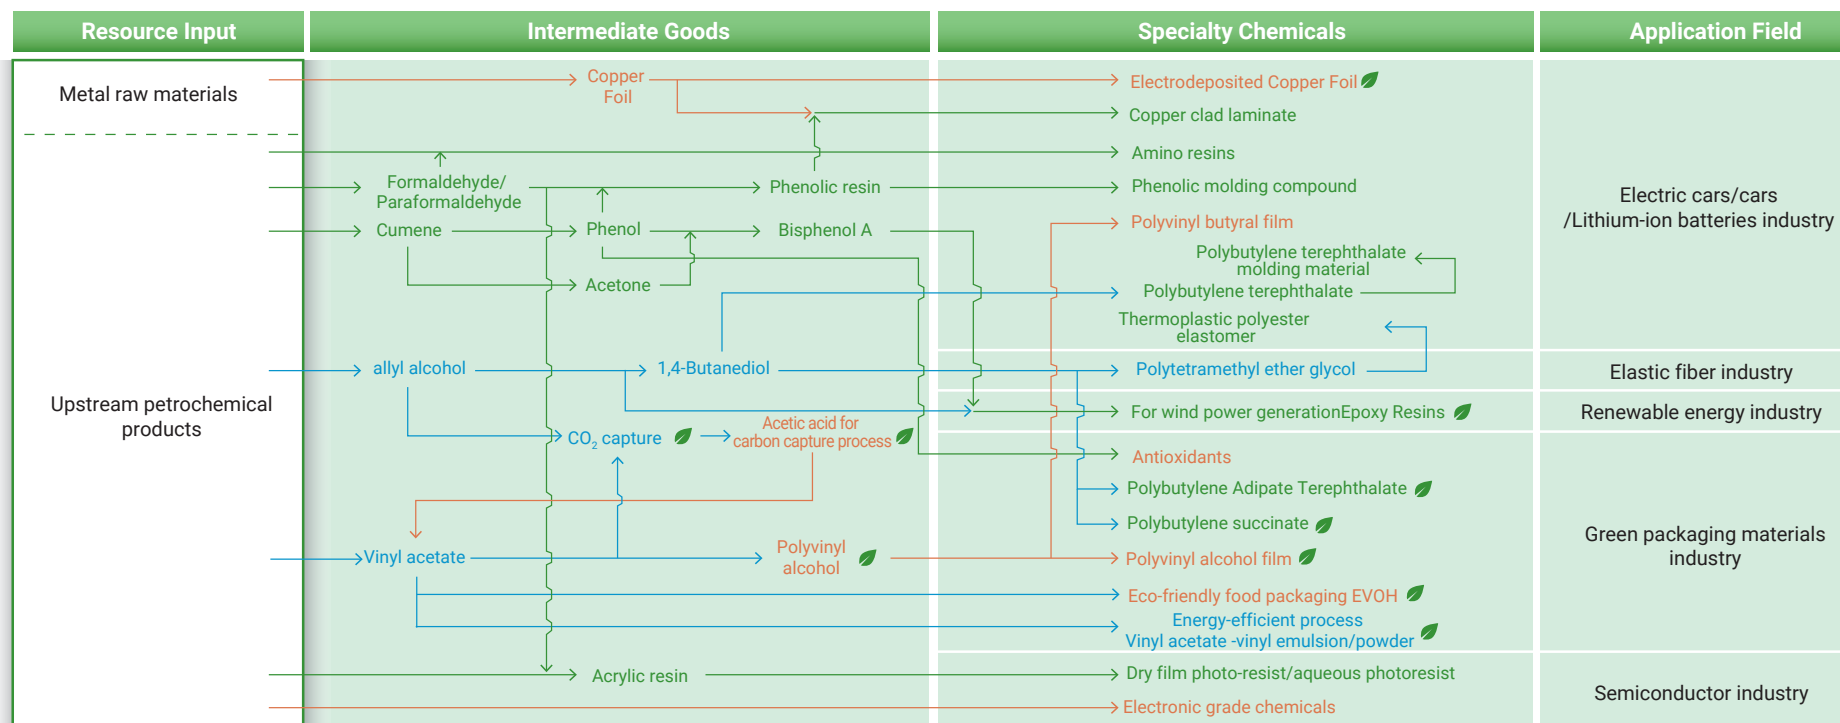 Resource Input
Intermediate Goods
Specialty Chemicals
Application Field
Metal raw materials
Upstream petrochemical
products
Copper
Foil
Formaldehyde/
Paraformaldehyde
Phenolic resin
Cumene
Phenol
Bisphenol A
Acetone
allyl alcohol
1,4-Butanediol
CO2 capture
Acetic acid for
carbon capture process
Vinyl acetate
Polyvinyl
alcohol
Acrylic resin
Electrodeposited Copper Foil
Copper clad laminate
Amino resins
Phenolic molding compound
Polyvinyl butyral film
Polybutylene terephthalate
molding material
Polybutylene terephthalate
Thermoplastic polyester
elastomer
Polytetramethyl ether glycol
For wind power generationEpoxy Resins
Antioxidants
Polybutylene Adipate Terephthalate
Polybutylene succinate
Polyvinyl alcohol film
Eco-friendly food packaging EVOH
Energy-efficient process
Vinyl acetate -vinyl emulsion/powder
Dry film photo-resist/aqueous photoresist
Electronic grade chemicals
Electric cars/cars
/Lithium-ion batteries industry
Elastic fiber industry
Renewable energy industry
Green packaging materials
industry
Semiconductor industry